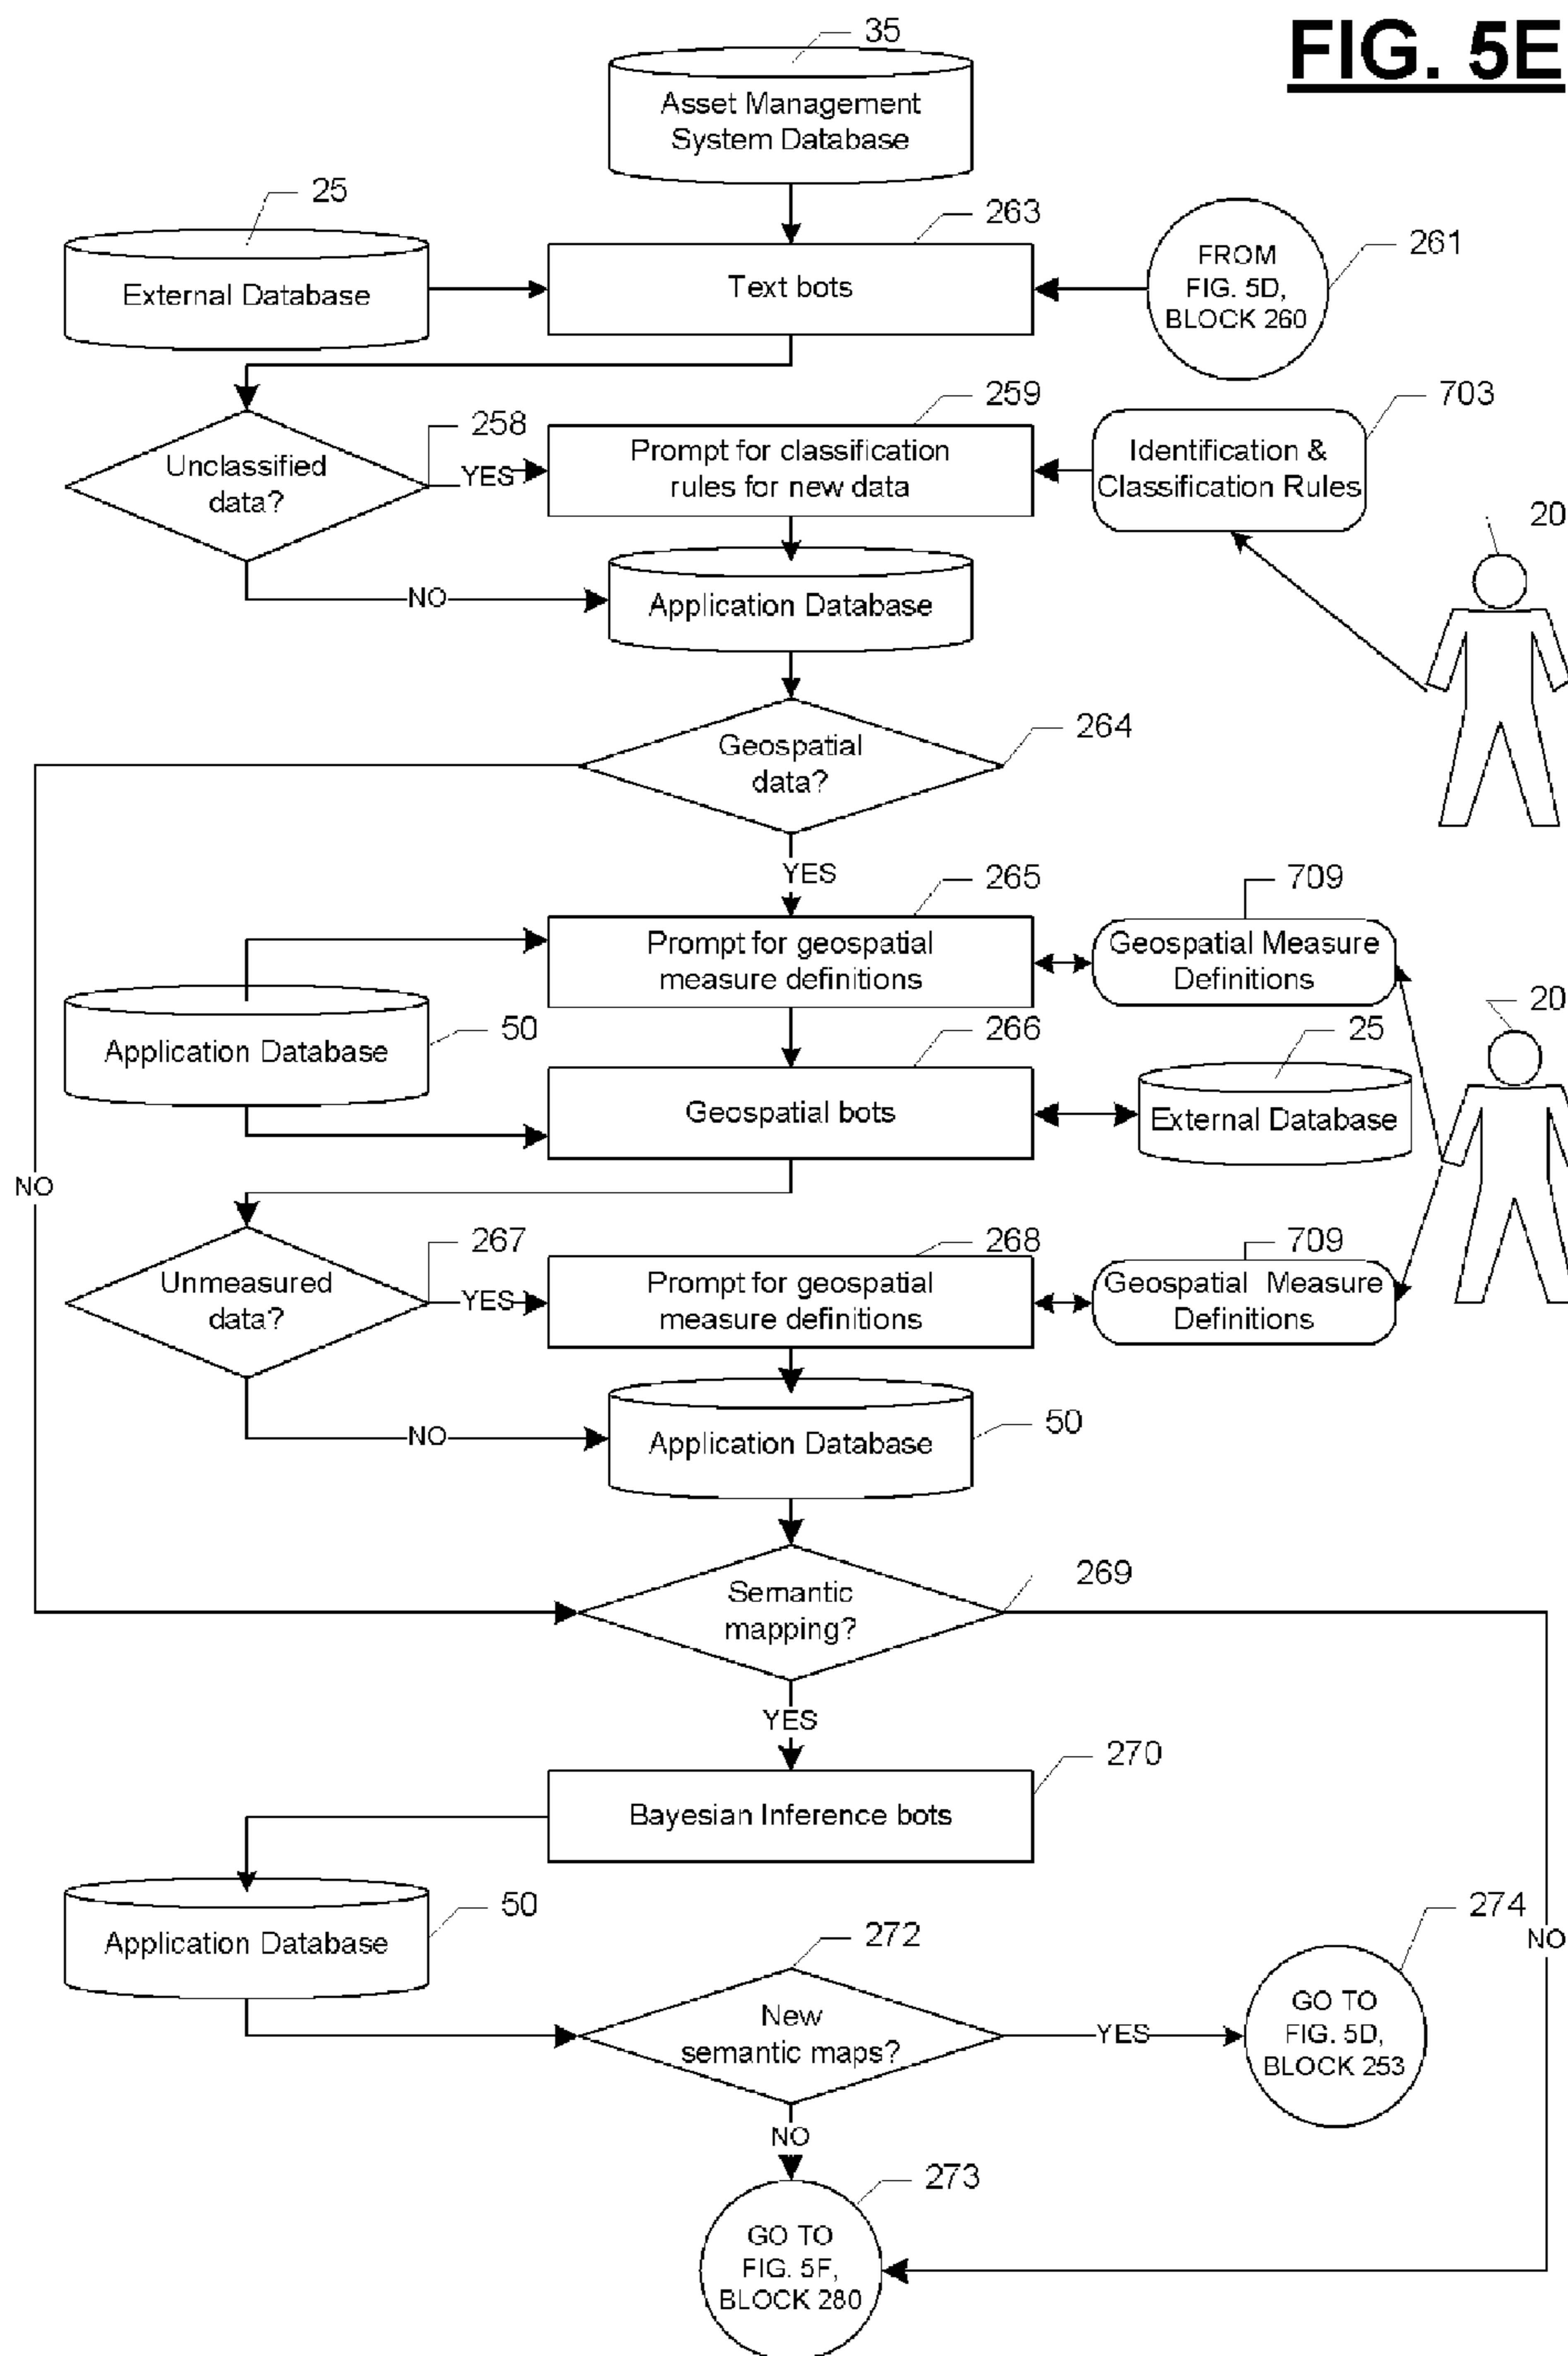 FIG. 5E
35
Asset Management
System Database
25
External Database
263
Text bots
261
FROM
FIG. 5D,
BLOCK 260
258
Unclassified
data?
YES
259
Prompt for classification
rules for new data
703
Identification &
Classification Rules
20
NO
Application Database
264
Geospatial
data?
YES
265
Prompt for geospatial
measure definitions
709
Geospatial Measure
Definitions
20
50
Application Database
266
Geospatial bots
25
External Database
NO
267
Unmeasured
data?
YES
268
Prompt for geospatial
measure definitions
709
Geospatial Measure
Definitions
NO
Application Database
50
269
Semantic
mapping?
YES
270
Bayesian Inference bots
50
Application Database
272
New
semantic maps?
YES
274
GO TO
FIG. 5D,
BLOCK 253
NO
NO
273
GO TO
FIG. 5F,
BLOCK 280